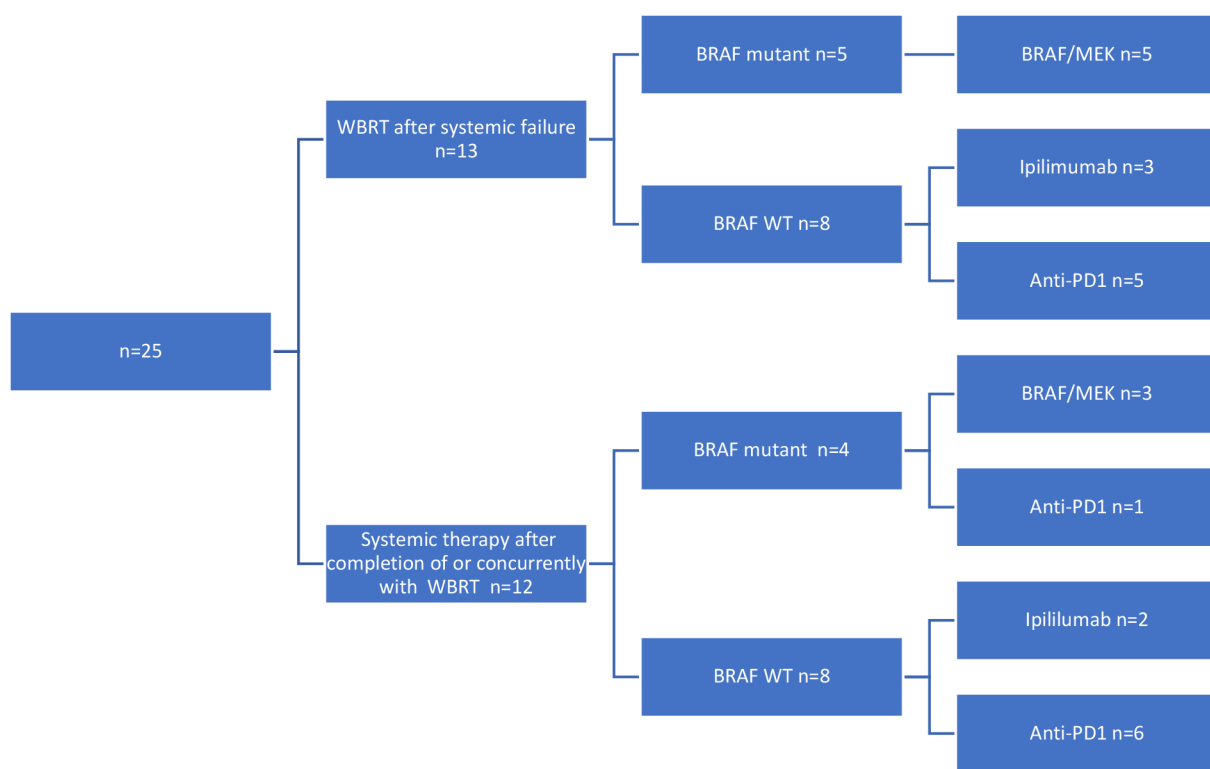 n=25
WBRT after systemic failure
n=13
BRAF mutant n=5
BRAF/MEK n=5
BRAF WT n=8
Ipilimumab n=3
Anti-PD1 n=5
Systemic therapy after
completion of or concurrently
with  WBRT  n=12
BRAF mutant  n=4
BRAF/MEK n=3
Anti-PD1 n=1
BRAF WT n=8
Ipililumab n=2
Anti-PD1 n=6